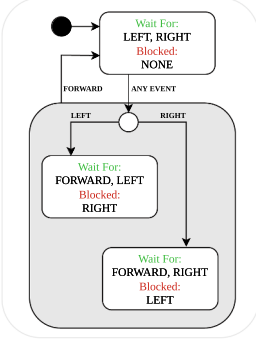 Wait For:
LEFT, RIGHT
Blocked:
NONE
FORWARD
ANY EVENT
LEFT
RIGHT
Wait For:
FORWARD, LEFT
Blocked:
RIGHT
Wait For:
FORWARD, RIGHT
Blocked:
LEFT